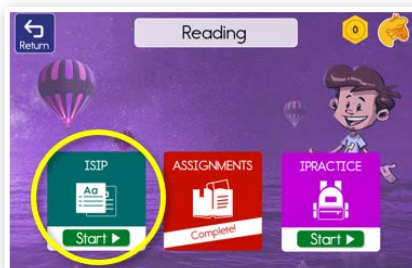 Return
Reading
0
ISIP
Aa
Start
ASSIGNMENTS
Complete!
IPRACTICE
Start